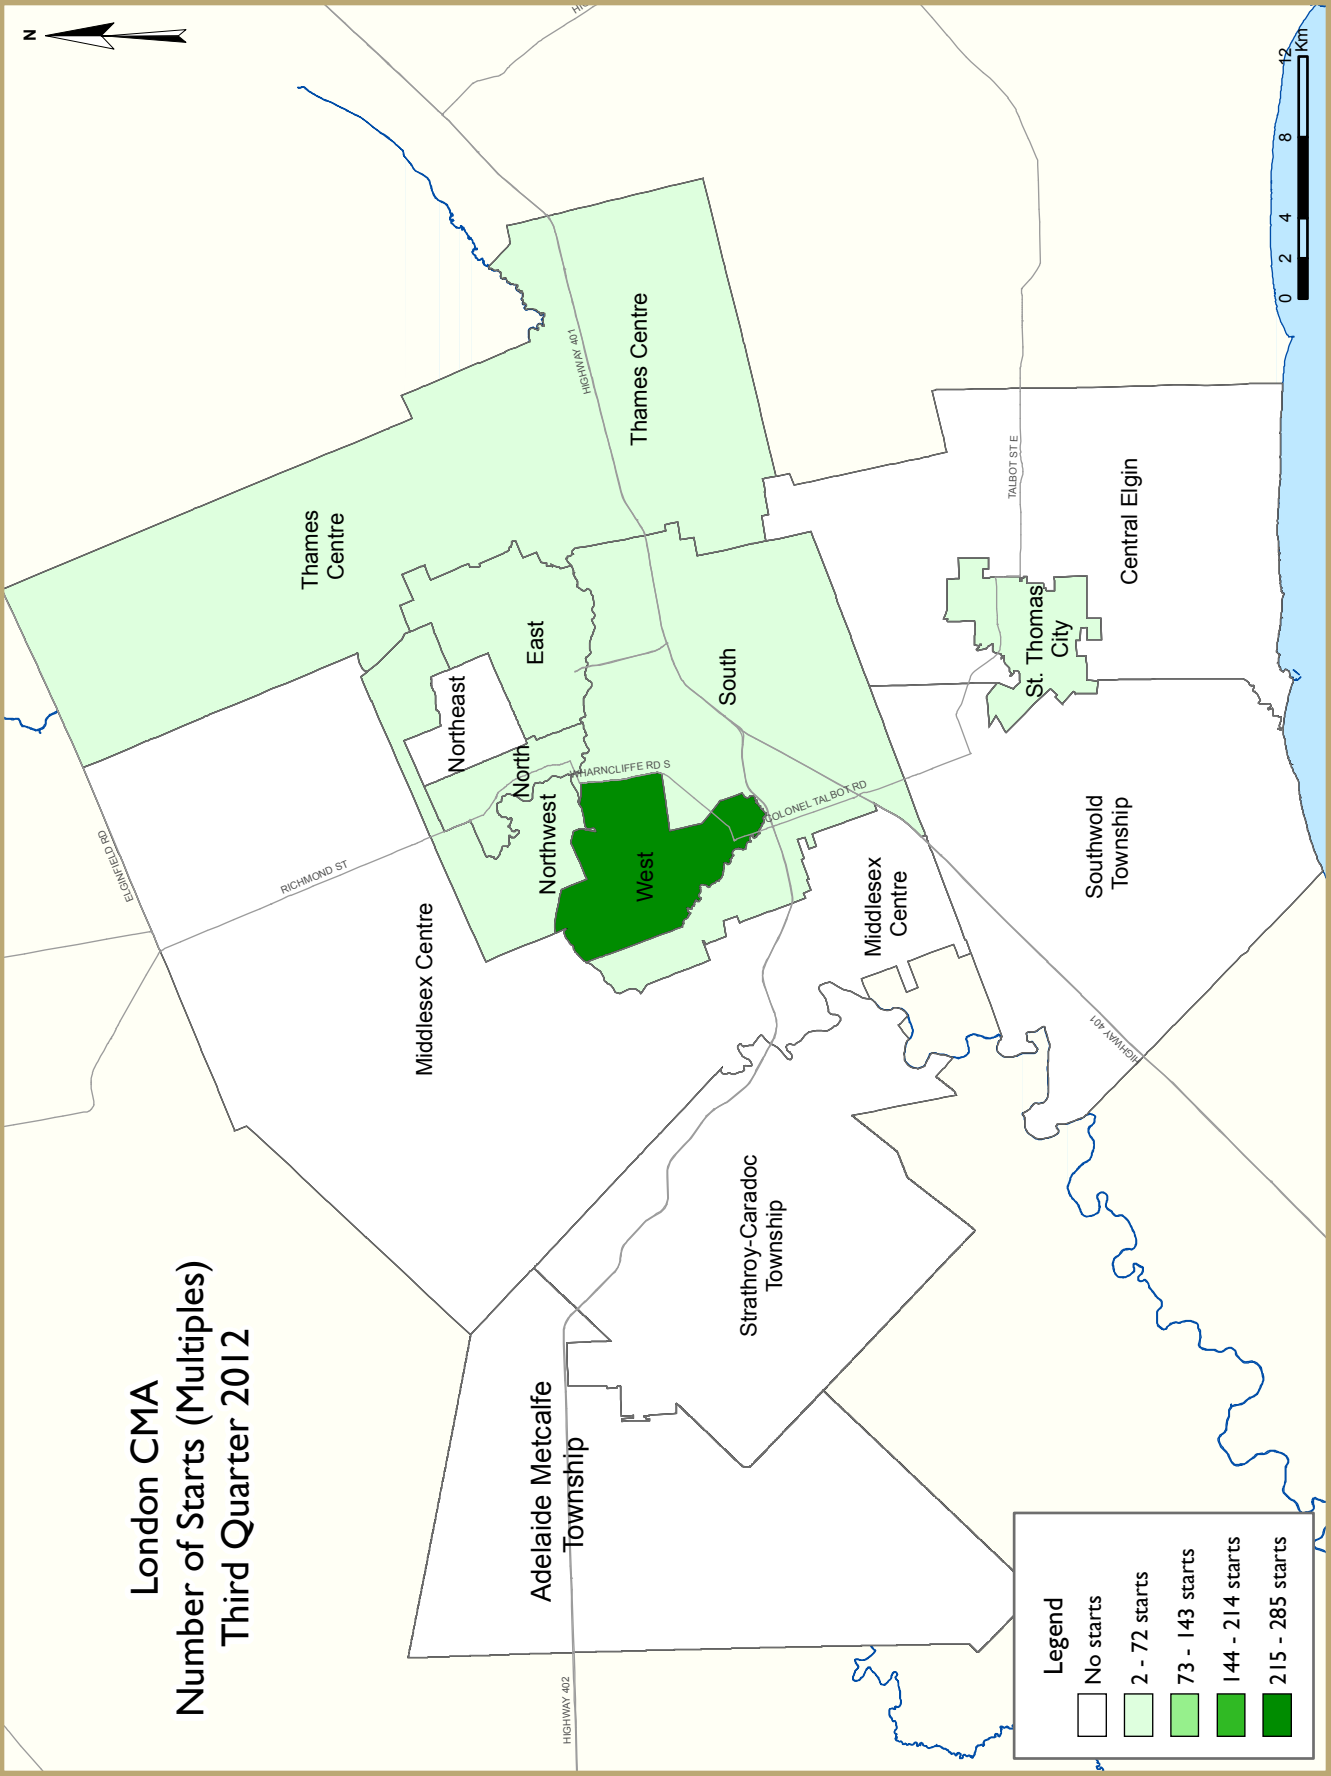 London CMA
Number of Starts (Multiples)
Third Quarter 2012
N
ELGINFIELD RD
RICHMOND ST
Thames
Centre
Middlesex Centre
Northeast
North
East
Northwest
WHARNCLIFFE RD S
West
South
HIGHWAY 401
Thames Centre
Adelaide Metcalfe
Township
HIGHWAY 402
Strathroy-Caradoc
Township
Middlesex
Centre
COLONEL TALBOT RD
TALBOT ST E
St. Thomas
City
Central Elgin
Southwold
Township
HIGHWAY 401
Legend
No starts
2 - 72 starts
73 - 143 starts
144 - 214 starts
215 - 285 starts
0 2 4 8 12
Km